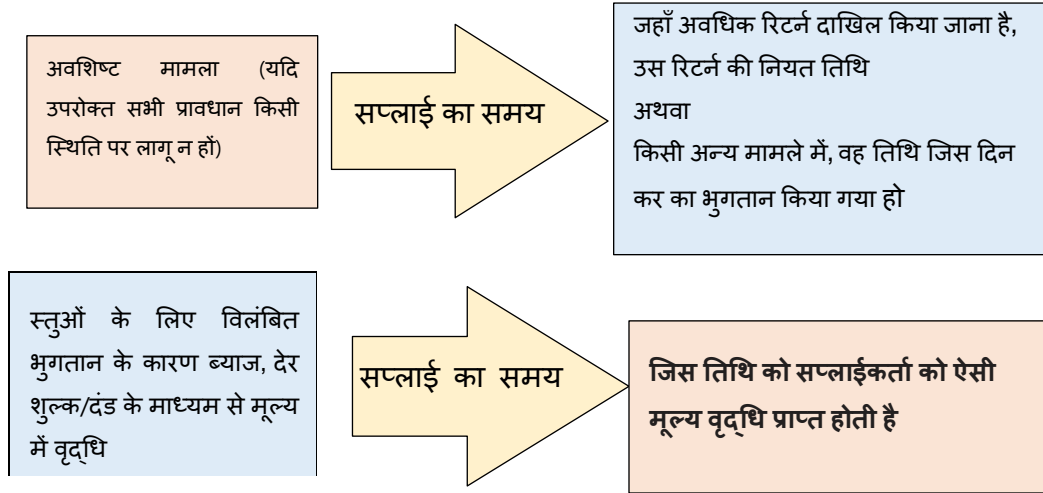 अवशिष्ट मामला (यदि
उपरोक्त सभी प्रावधान किसी
स्थिति पर लागू न हों)
सप्लाई का समय
जहाँ अवधिक रिटर्न दाखिल किया जाना है,
उस रिटर्न की नियत तिथि
अथवा
किसी अन्य मामले में, वह तिथि जिस दिन
कर का भुगतान किया गया हो
स्तुओं के लिए विलंबित
भुगतान के कारण ब्याज, देर
शुल्क/दंड के माध्यम से मूल्य
में वृद्धि
सप्लाई का समय
जिस तिथि को सप्लाईकर्ता को ऐसी
मूल्य वृद्धि प्राप्त होती है